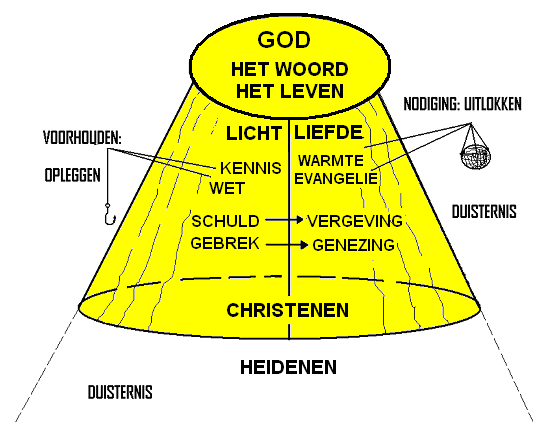 GOD
HET WOORD
HET LEVEN
NODIGING: UITLOKKEN
VOORHOUDEN:
LICHT LIEFDE
KENNIS WARMTE
WET EVANGELIE
OPLEGGEN
SCHULD VERGEVING
DUISTERNIS
GEBREK GENEZING
CHRISTENEN
HEIDENEN
DUISTERNIS